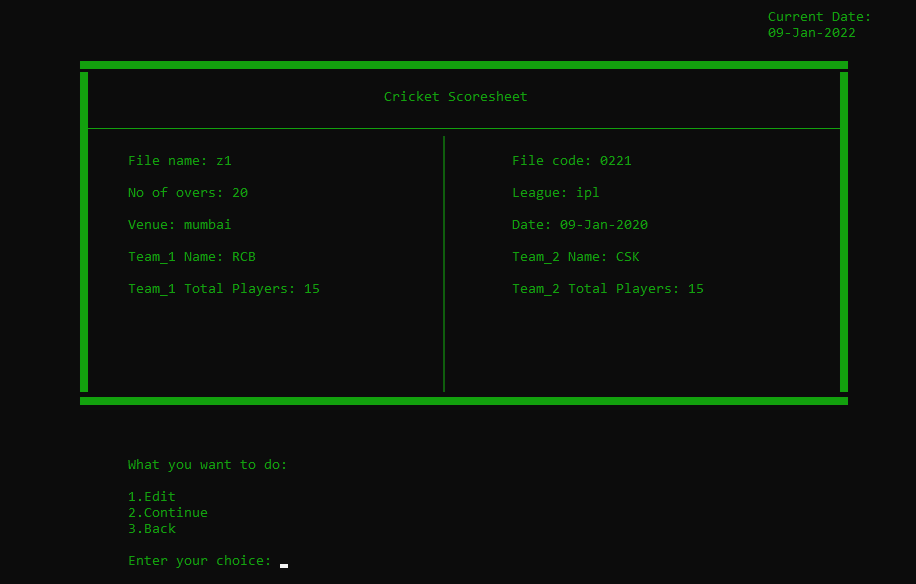 Current Date:
09-Jan-2022
Cricket Scoresheet
File name: z1
File code: 0221
No of overs: 20
League: ipl
Venue: mumbai
Date: 09-Jan-2020
Team_1 Name: RCB
Team_2 Name: CSK
Team_1 Total Players: 15
Team_2 Total Players: 15
What you want to do:
1.Edit
2.Continue
3.Back
Enter your choice: